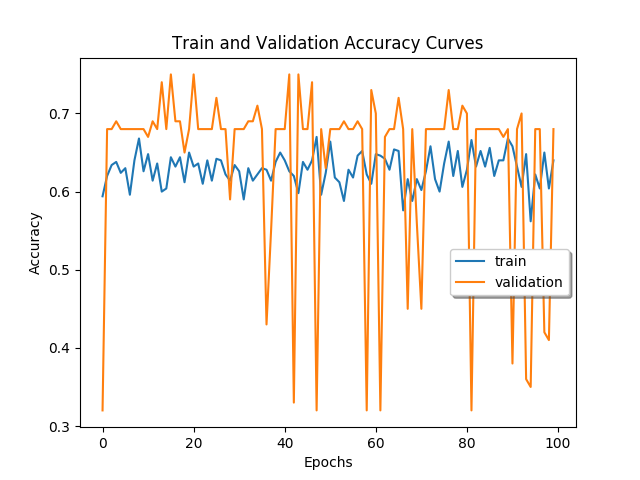 Train and Validation Accuracy Curves
Accuracy
0.7
0.6
0.5
0.4
0.3
train
validation
0 20 40 60 80 100
Epochs